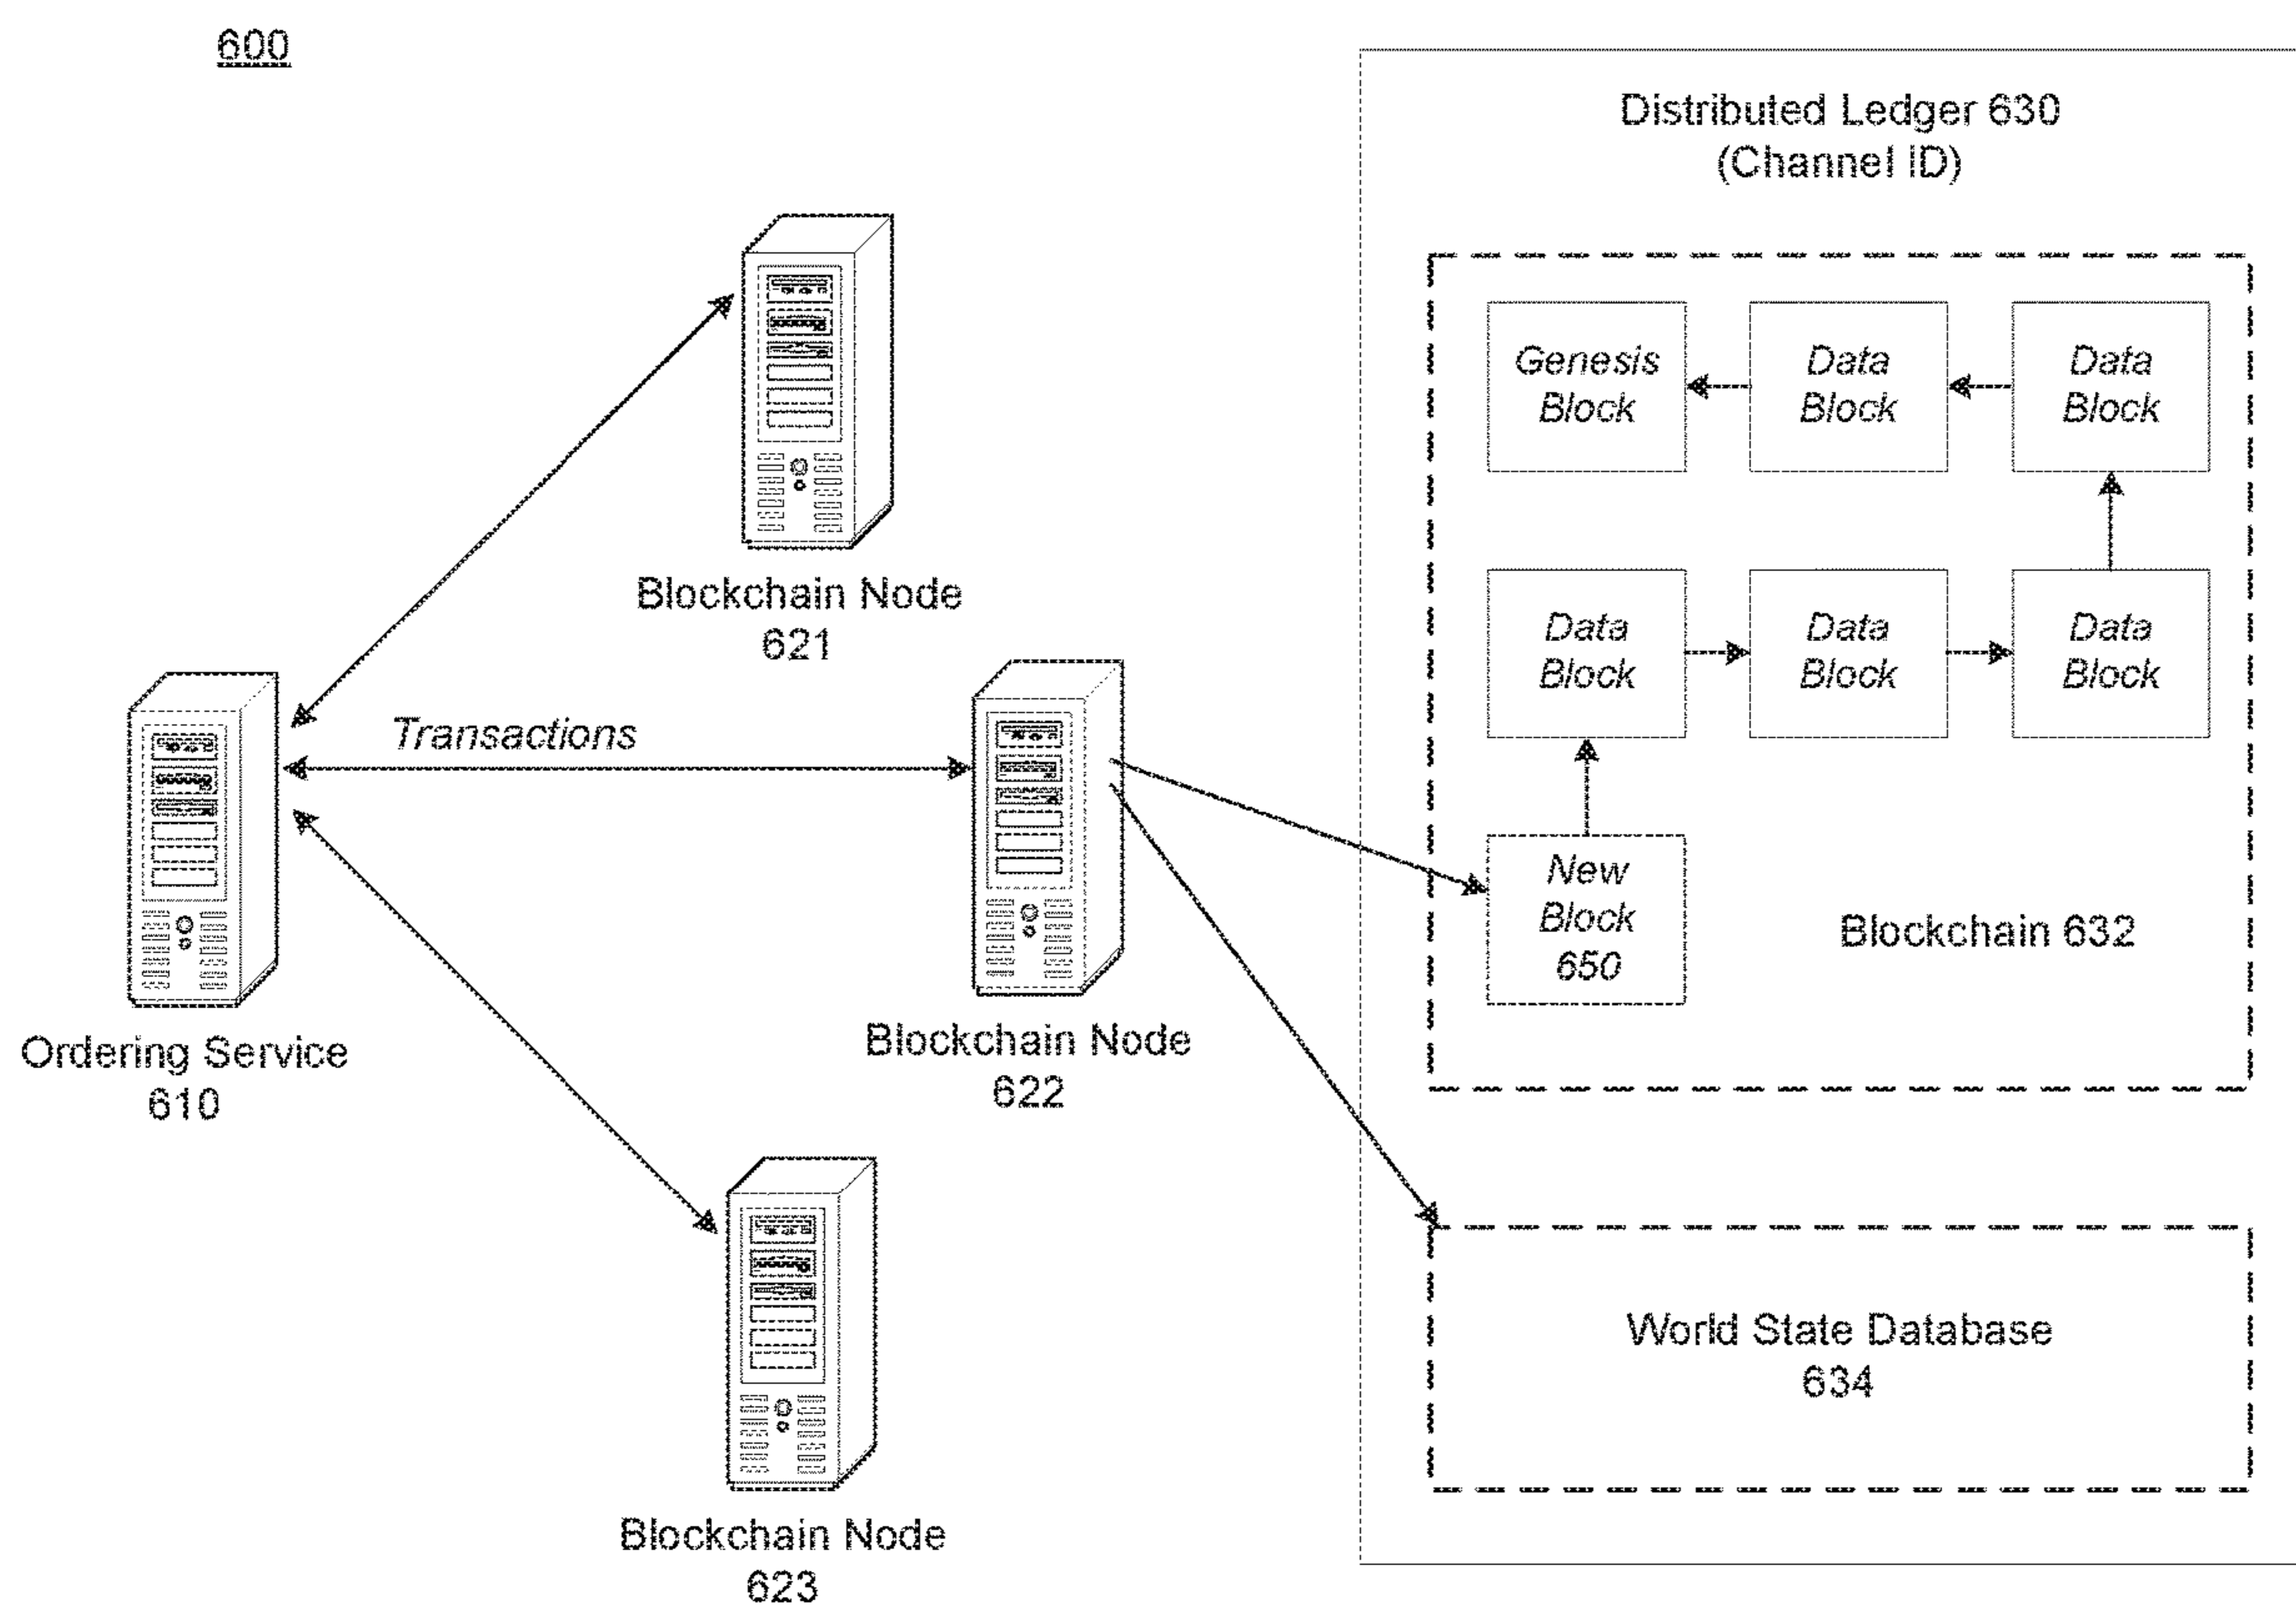 600
Distributed Ledger 630
(Channel ID)
Genesis
Block
Data
Block
Data
Block
Blockchain Node
621
Data
Block
Data
Block
Data
Block
Transactions
New
Block
650
Blockchain 632
Ordering Service
610
Blockchain Node
622
World State Database
634
Blockchain Node
623